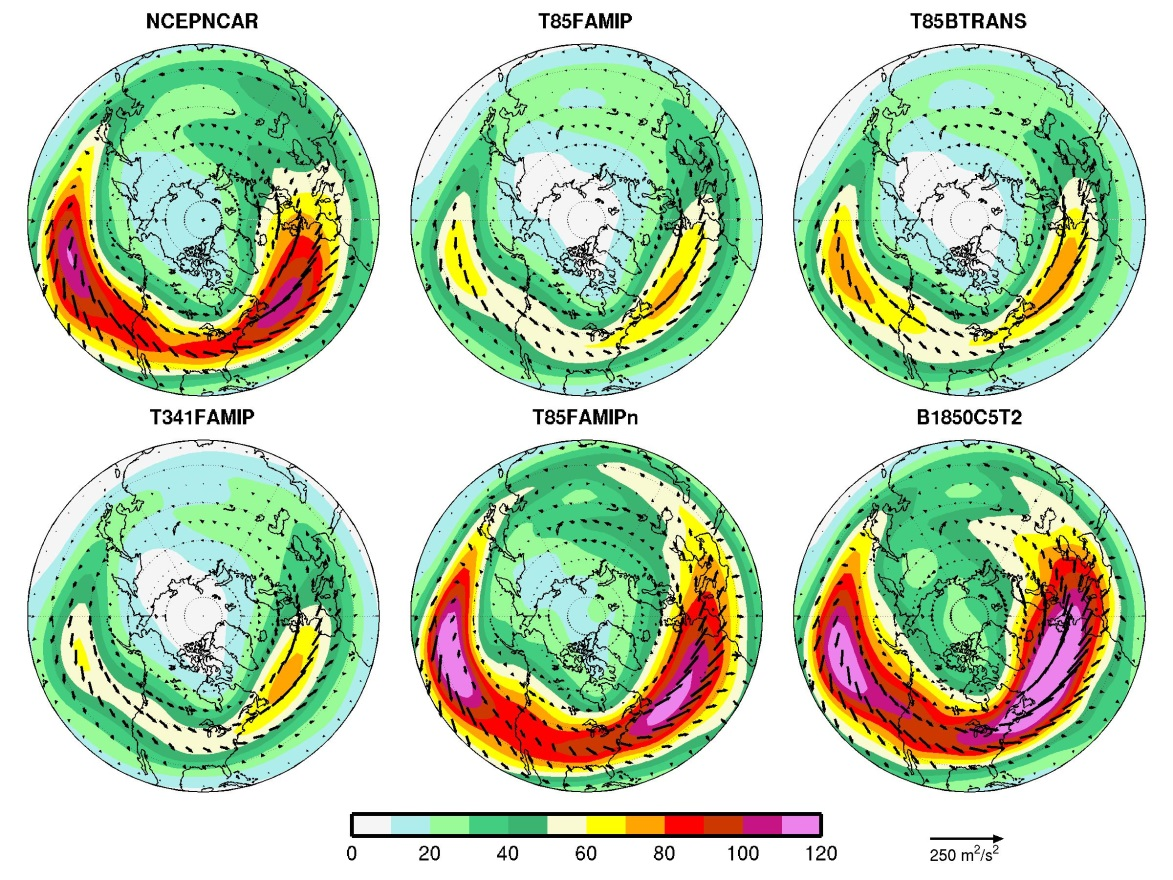 NCEPNCAR T85FAMIP T85BTRANS
T341FAMIP T85FAMIPn B1850C5T2
0 20 40 60 80 100 120
250 m²/s²